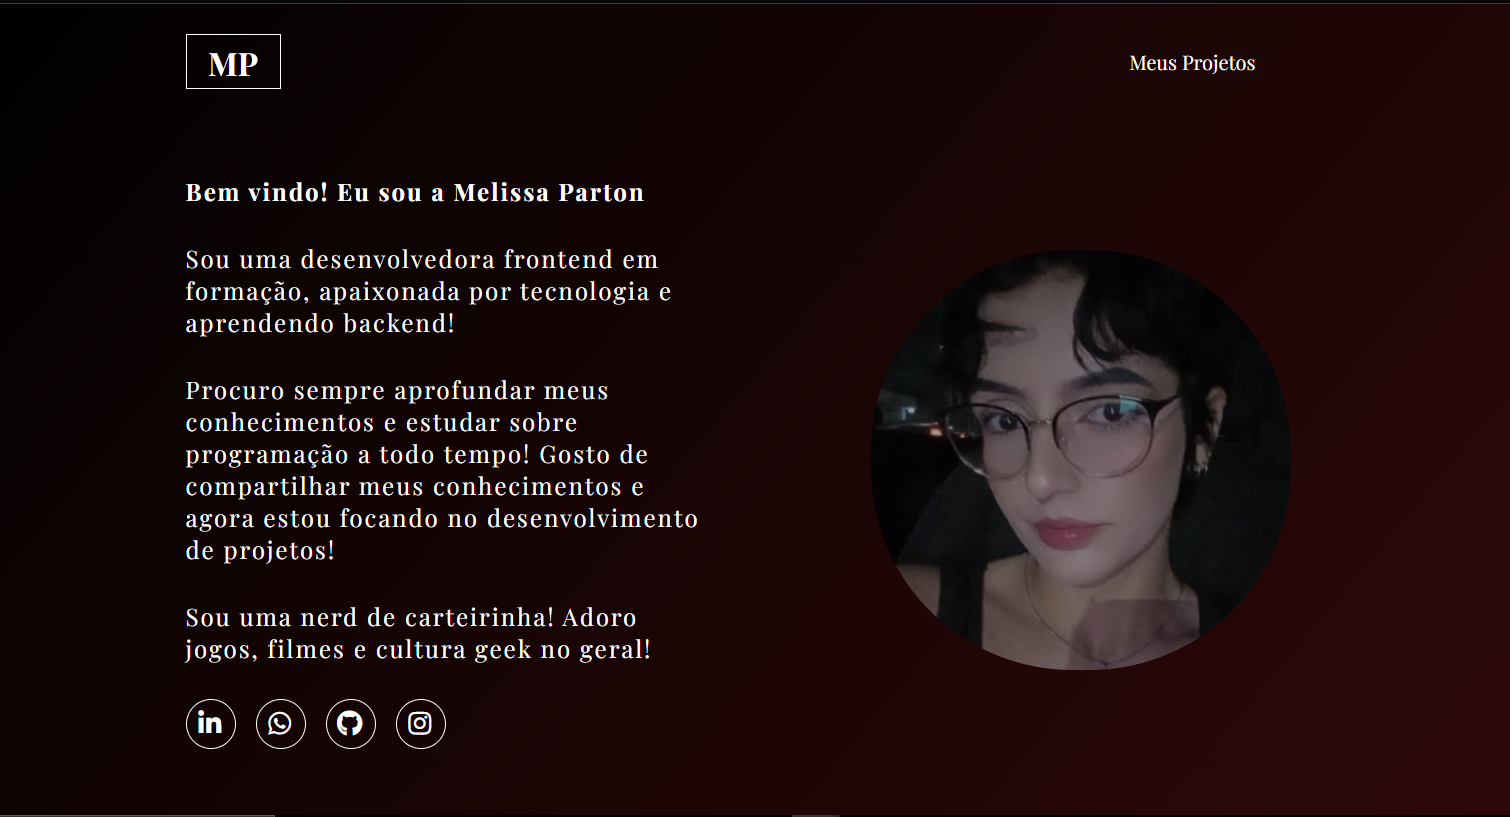 MP
Meus Projetos
Bem vindo! Eu sou a Melissa Parton
Sou uma desenvolvedora frontend em
formação, apaixonada por tecnologia e
aprendendo backend!
Procuro sempre aprofundar meus
conhecimentos e estudar sobre
programação a todo tempo! Gosto de
compartilhar meus conhecimentos e
agora estou focando no desenvolvimento
de projetos!
Sou uma nerd de carteirinha! Adoro
jogos, filmes e cultura geek no geral!
in